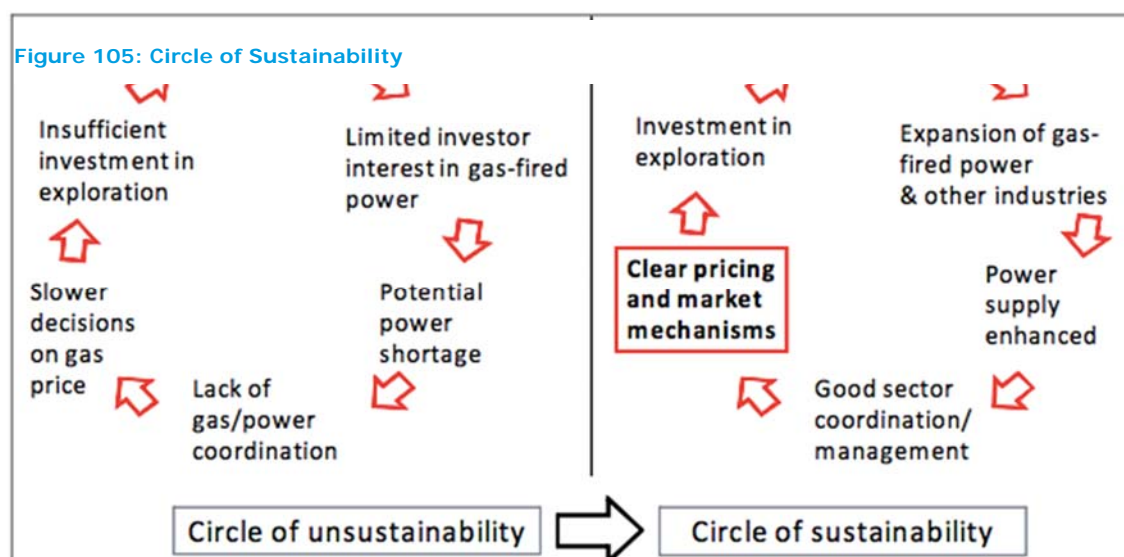 Figure 105: Circle of Sustainability
Insufficient
investment in
exploration
Limited investor
interest in gas-fired
power
Potential
power
shortage
Lack of
gas/power
coordination
Slower
decisions
on gas
price
Investment in
exploration
Expansion of gas-
fired power
& other industries
Power
supply
enhanced
Good sector
coordination/
management
Clear pricing
and market
mechanisms
Circle of unsustainability
Circle of sustainability